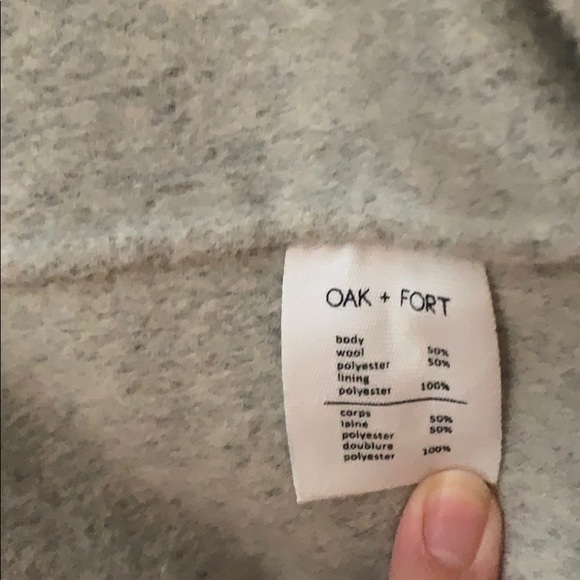 OAK + FORT
body
wool 50%
polyester 50%
lining
polyester 100%
corps 50%
laine 50%
polyester
doublure 100%
polyester